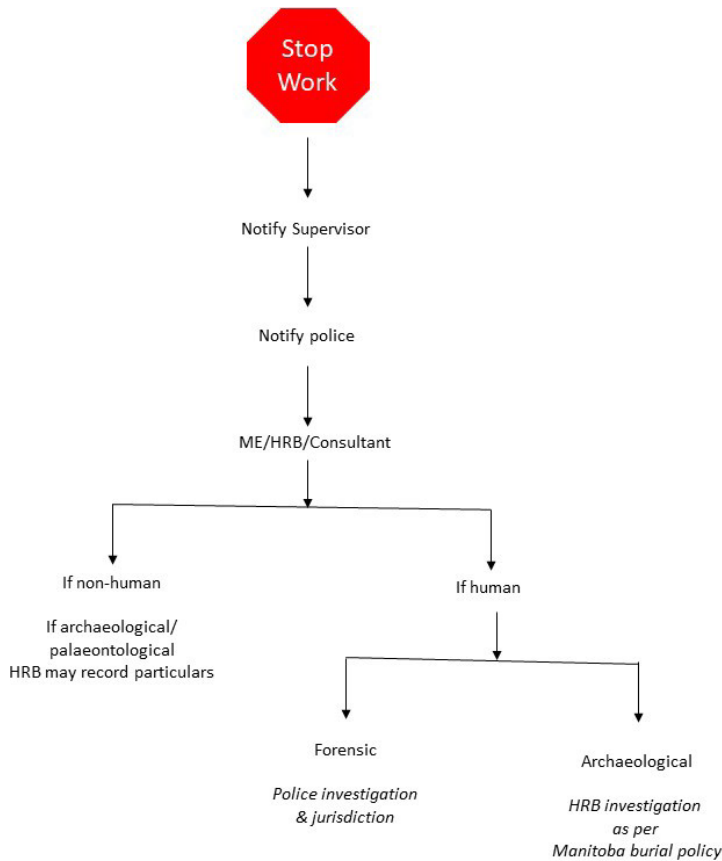 Stop
Work
Notify Supervisor
Notify police
ME/HRB/Consultant
If non-human
If archaeological/
palaeontological
HRB may record particulars
If human
Forensic
Police investigation
& jurisdiction
Archaeological
HRB investigation
as per
Manitoba burial policy